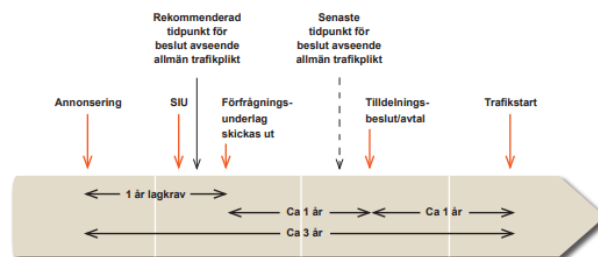 Rekommenderad
tidpunkt för
beslut avseende
allmän trafikplikt
Senaste
tidpunkt för
beslut avseende
allmän trafikplikt
Annonsering
SIU
Förfrågnings-
underlag
skickas ut
Tilldelnings-
beslut/avtal
Trafikstart
1 år lagkrav
Ca 1 år
Ca 1 år
Ca 3 år